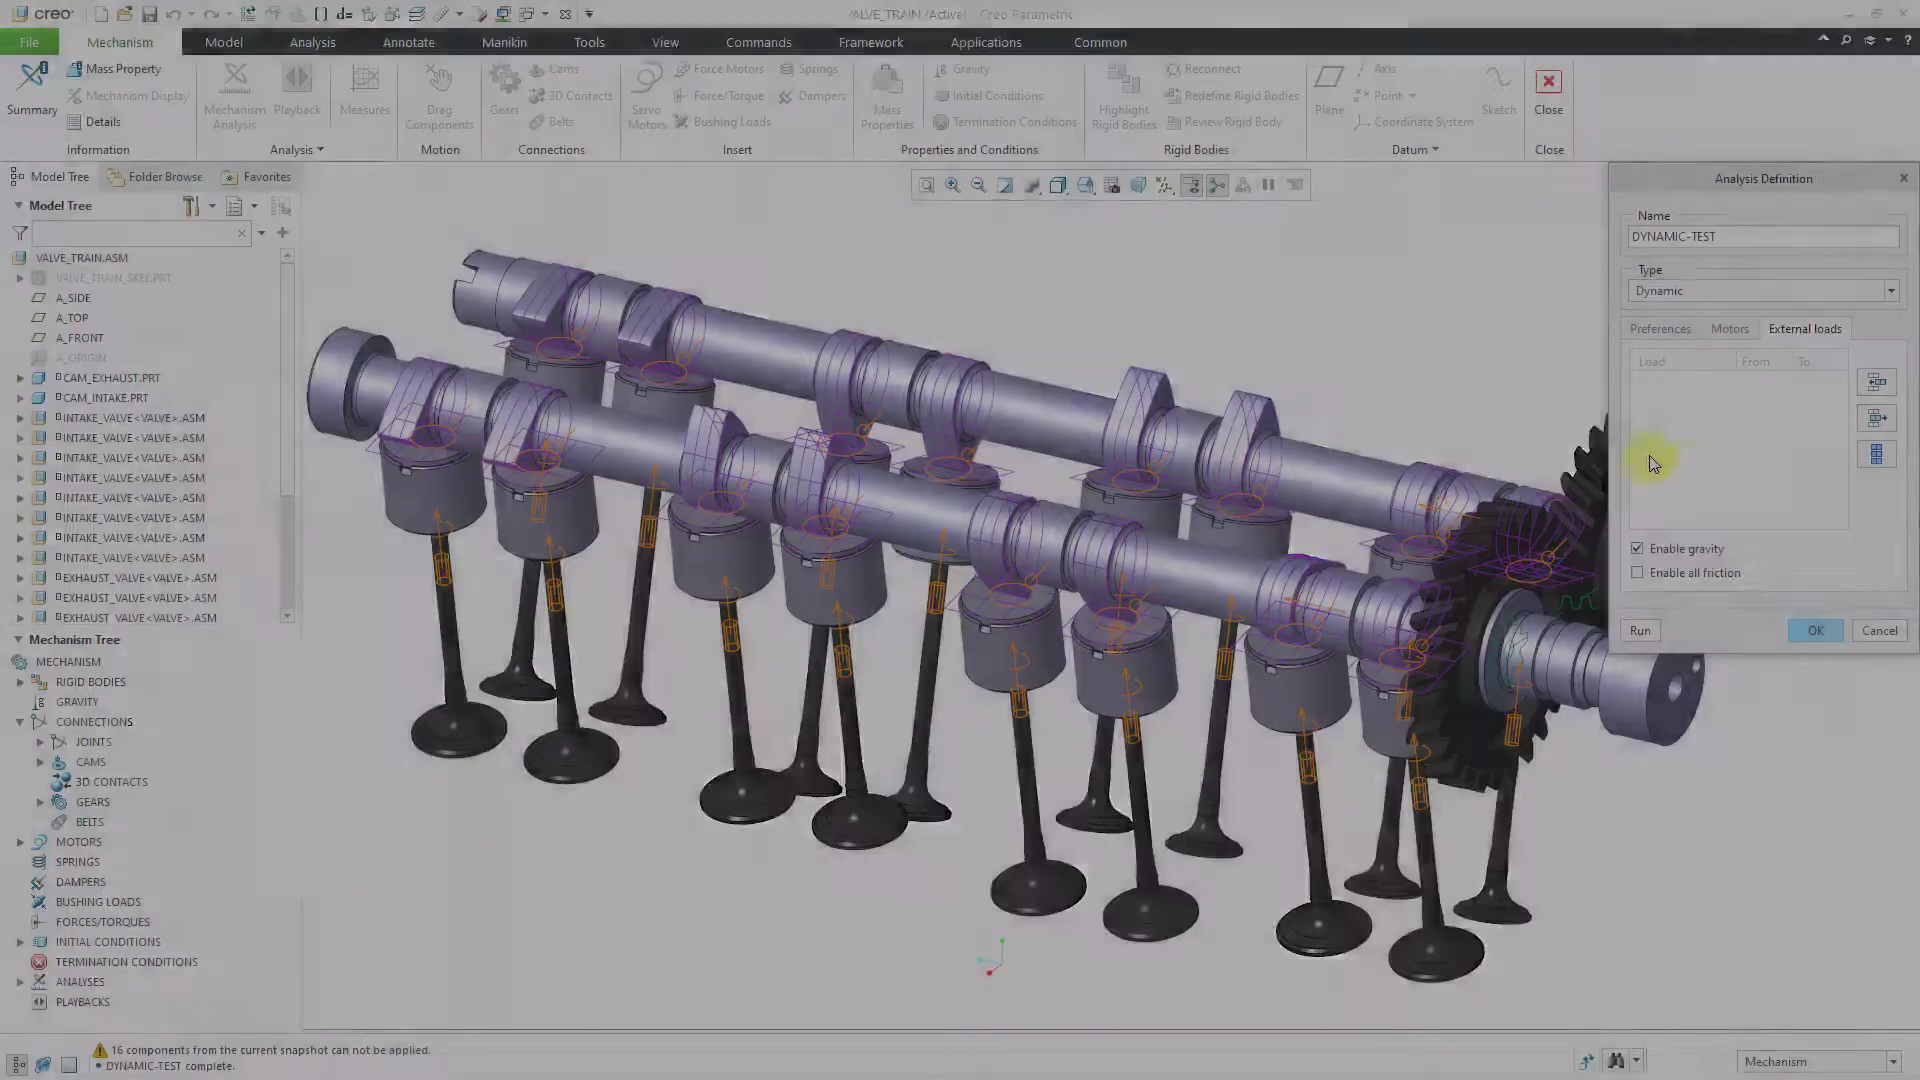 creo
VALVE_TRAIN (Active) - Creo Parametric
File
Mechanism
Model
Analysis
Annotate
Manikin
Tools
View
Commands
Framework
Applications
Common
Summary
Mass Property
Mechanism Display
Details
Information
Mechanism
Analysis
Playback
Measures
Analysis
Drag
Components
Motion
Gears
Cams
3D Contacts
Belts
Connections
Servo
Motors
Force Motors
Force/Torque
Bushing Loads
Springs
Dampers
Insert
Mass
Properties
Gravity
Initial Conditions
Termination Conditions
Properties and Conditions
Highlight
Rigid Bodies
Reconnect
Redefine Rigid Bodies
Review Rigid Body
Rigid Bodies
Plane
Axis
Point
Coordinate System
Sketch
Datum
Close
Close
Model Tree
Folder Browser
Favorites
Model Tree
VALVE_TRAIN.ASM
VALVE_TRAIN_SKEL.PRT
A_SIDE
A_TOP
A_FRONT
A_ORIGIN
CAM_EXHAUST.PRT
CAM_INTAKE.PRT
INTAKE_VALVE<VALVE>.ASM
INTAKE_VALVE<VALVE>.ASM
INTAKE_VALVE<VALVE>.ASM
INTAKE_VALVE<VALVE>.ASM
INTAKE_VALVE<VALVE>.ASM
INTAKE_VALVE<VALVE>.ASM
INTAKE_VALVE<VALVE>.ASM
INTAKE_VALVE<VALVE>.ASM
EXHAUST_VALVE<VALVE>.ASM
EXHAUST_VALVE<VALVE>.ASM
EXHAUST_VALVE<VALVE>.ASM
Mechanism Tree
MECHANISM
RIGID BODIES
GRAVITY
CONNECTIONS
JOINTS
CAMS
3D CONTACTS
GEARS
BELTS
MOTORS
SPRINGS
DAMPERS
BUSHING LOADS
FORCES/TORQUES
INITIAL CONDITIONS
TERMINATION CONDITIONS
ANALYSES
PLAYBACKS
Analysis Definition
Name
DYNAMIC-TEST
Type
Dynamic
Preferences
Motors
External loads
Load
From
To
Enable gravity
Enable all friction
Run
OK
Cancel
16 components from the current snapshot can not be applied.
DYNAMIC-TEST complete.
Mechanism